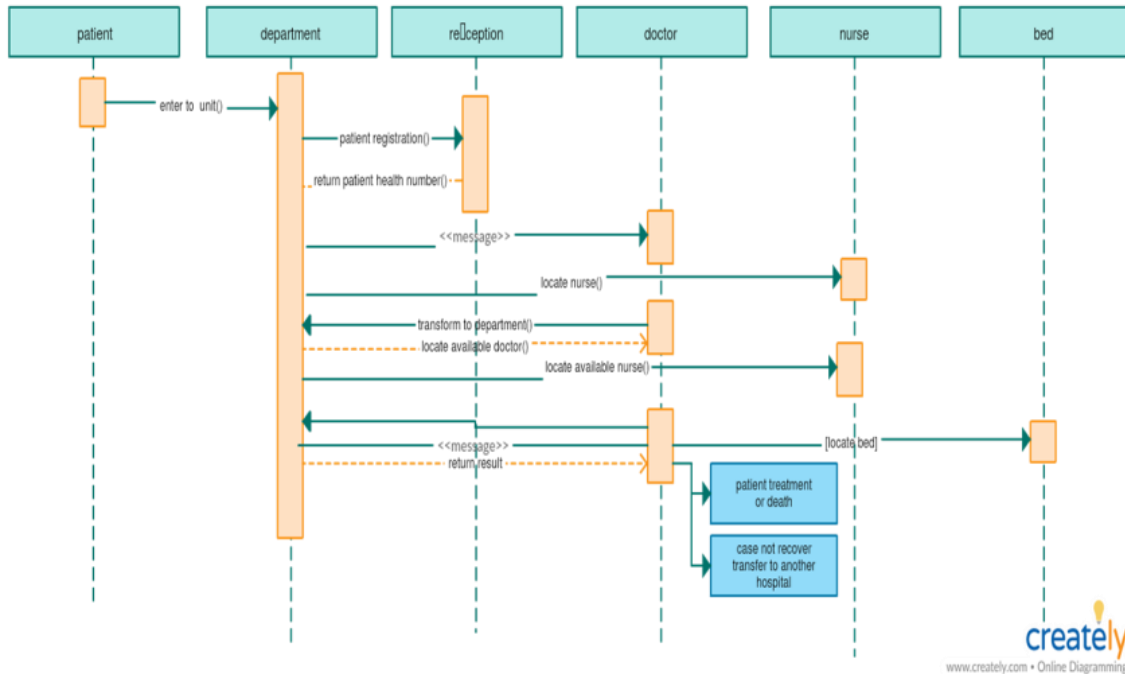 patient
department
re▯ception
doctor
nurse
bed
enter to unit()
patient registration()
return patient health number()
<<message>>
locate nurse()
transform to department()
locate available doctor()
locate available nurse()
<<message>>
[locate bed]
return result
patient treatment
or death
case not recover
transfer to another
hospital
creately
www.creately.com • Online Diagramming